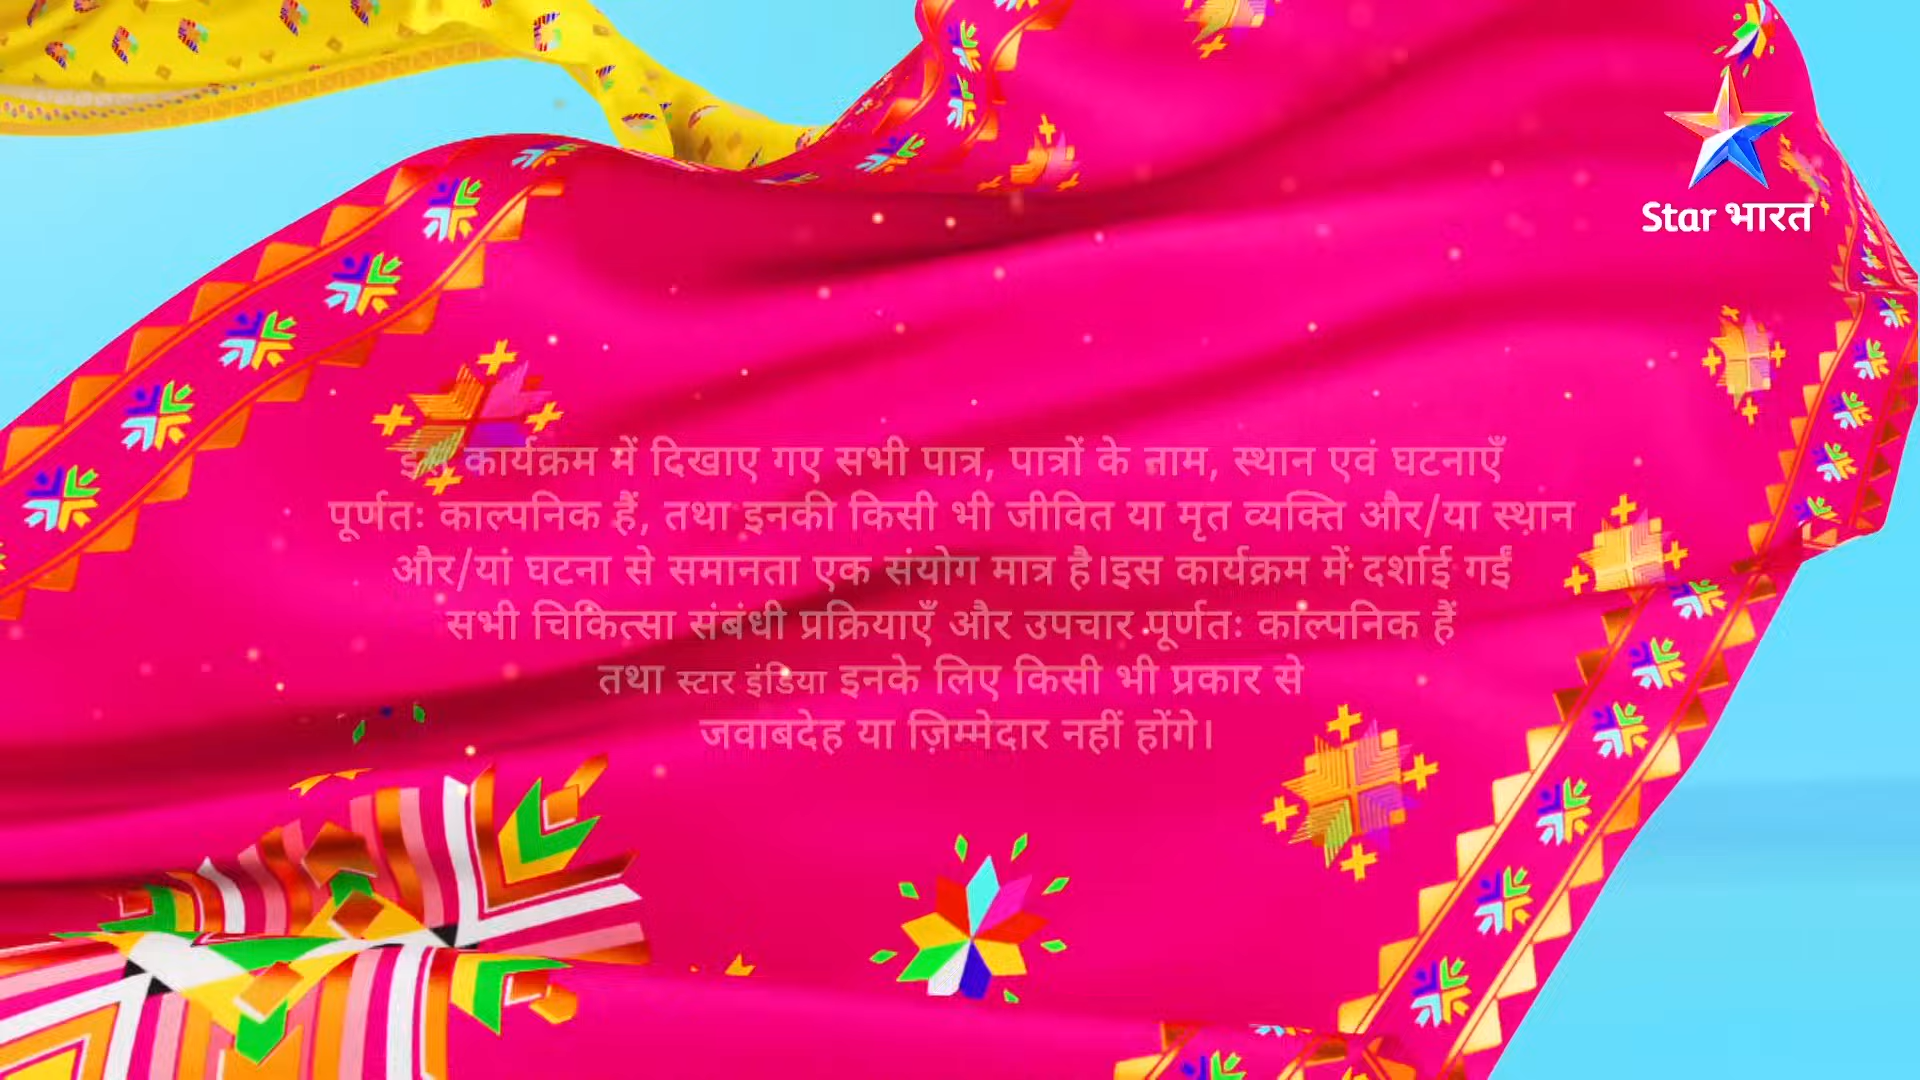 Star भारत
इस कार्यक्रम में दिखाए गए सभी पात्र, पात्रों के नाम, स्थान एवं घटनाएँ
पूर्णतः काल्पनिक हैं, तथा इनकी किसी भी जीवित या मृत व्यक्ति और/या स्थान
और/या घटना से समानता एक संयोग मात्र है।इस कार्यक्रम में दर्शाई गईं
सभी चिकित्सा संबंधी प्रक्रियाएँ और उपचार पूर्णतः काल्पनिक हैं
तथा स्टार इंडिया इनके लिए किसी भी प्रकार से
जवाबदेह या ज़िम्मेदार नहीं होंगे।